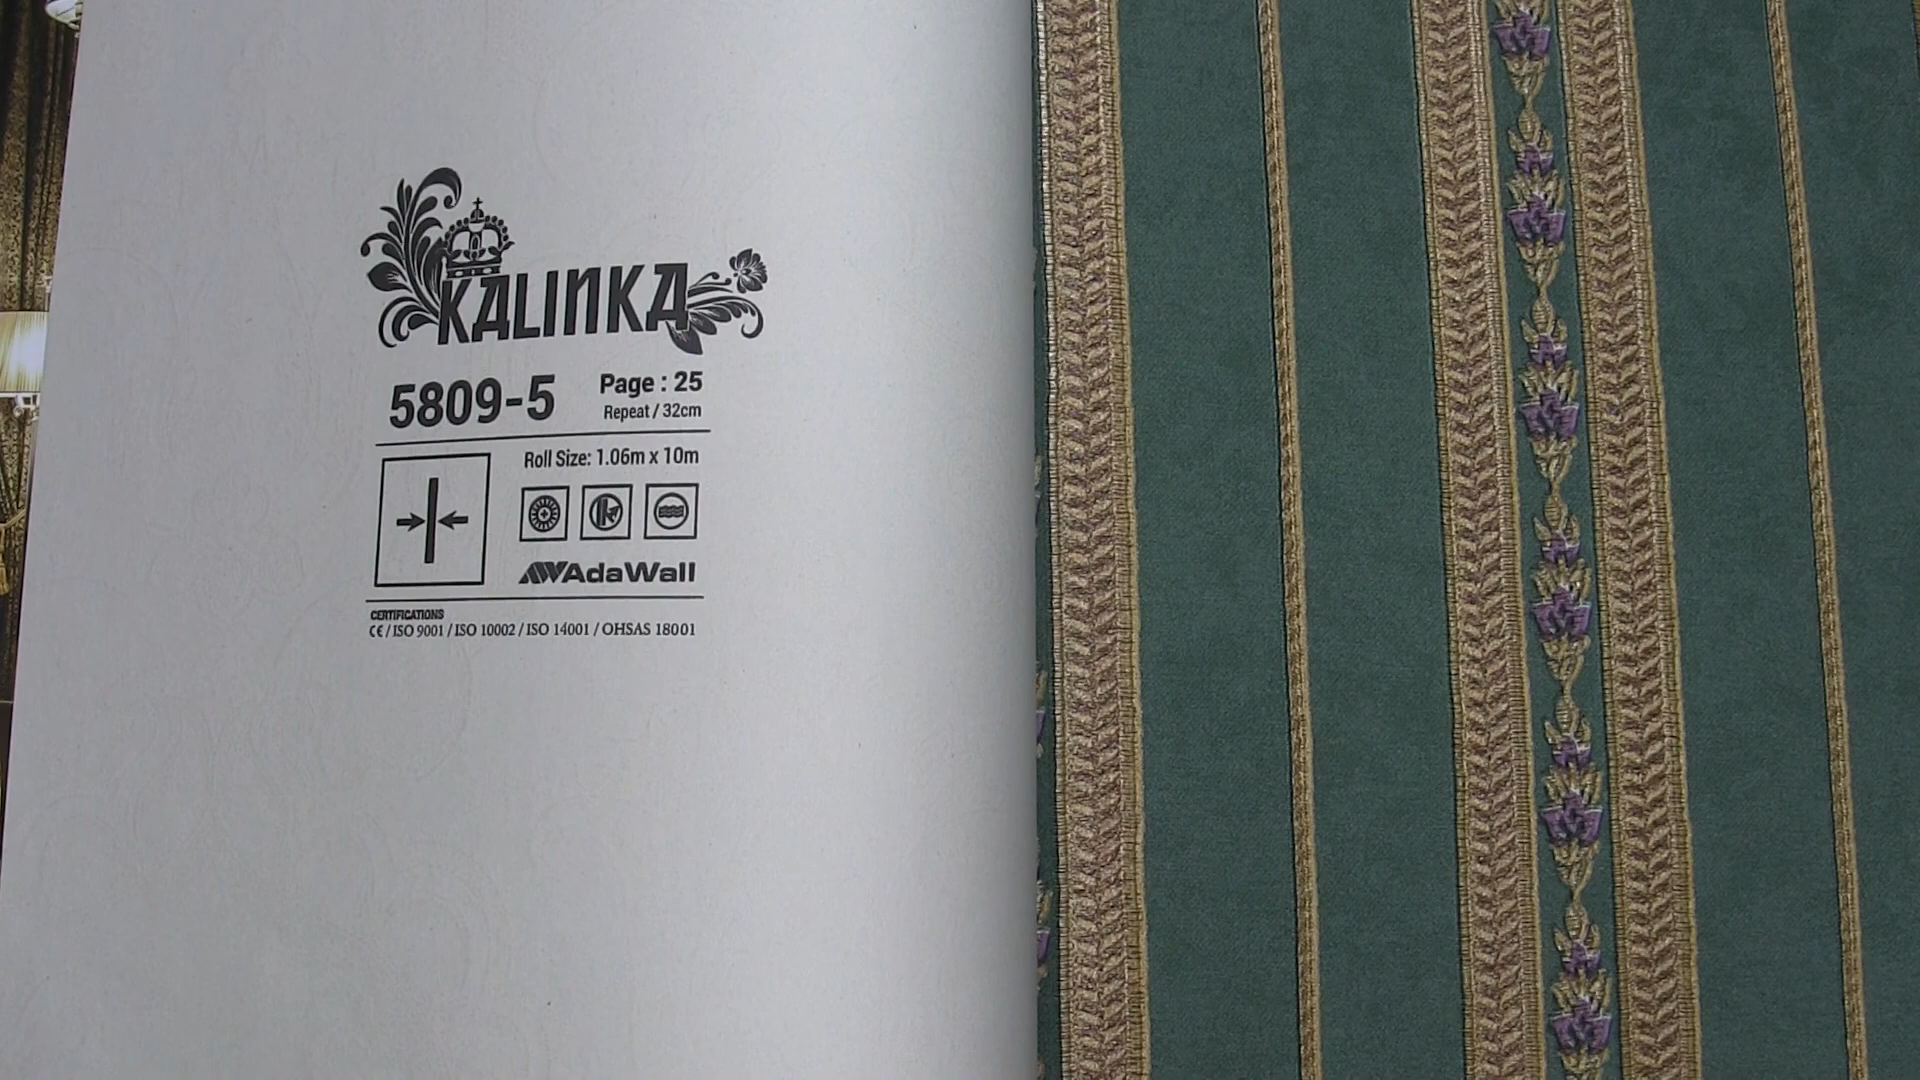 KALINKA
5809-5
Page : 25
Repeat / 32cm
Roll Size: 1.06m x 10m
AdaWall
CERTIFICATIONS
CE / ISO 9001 / ISO 10002 / ISO 14001 / OHSAS 18001